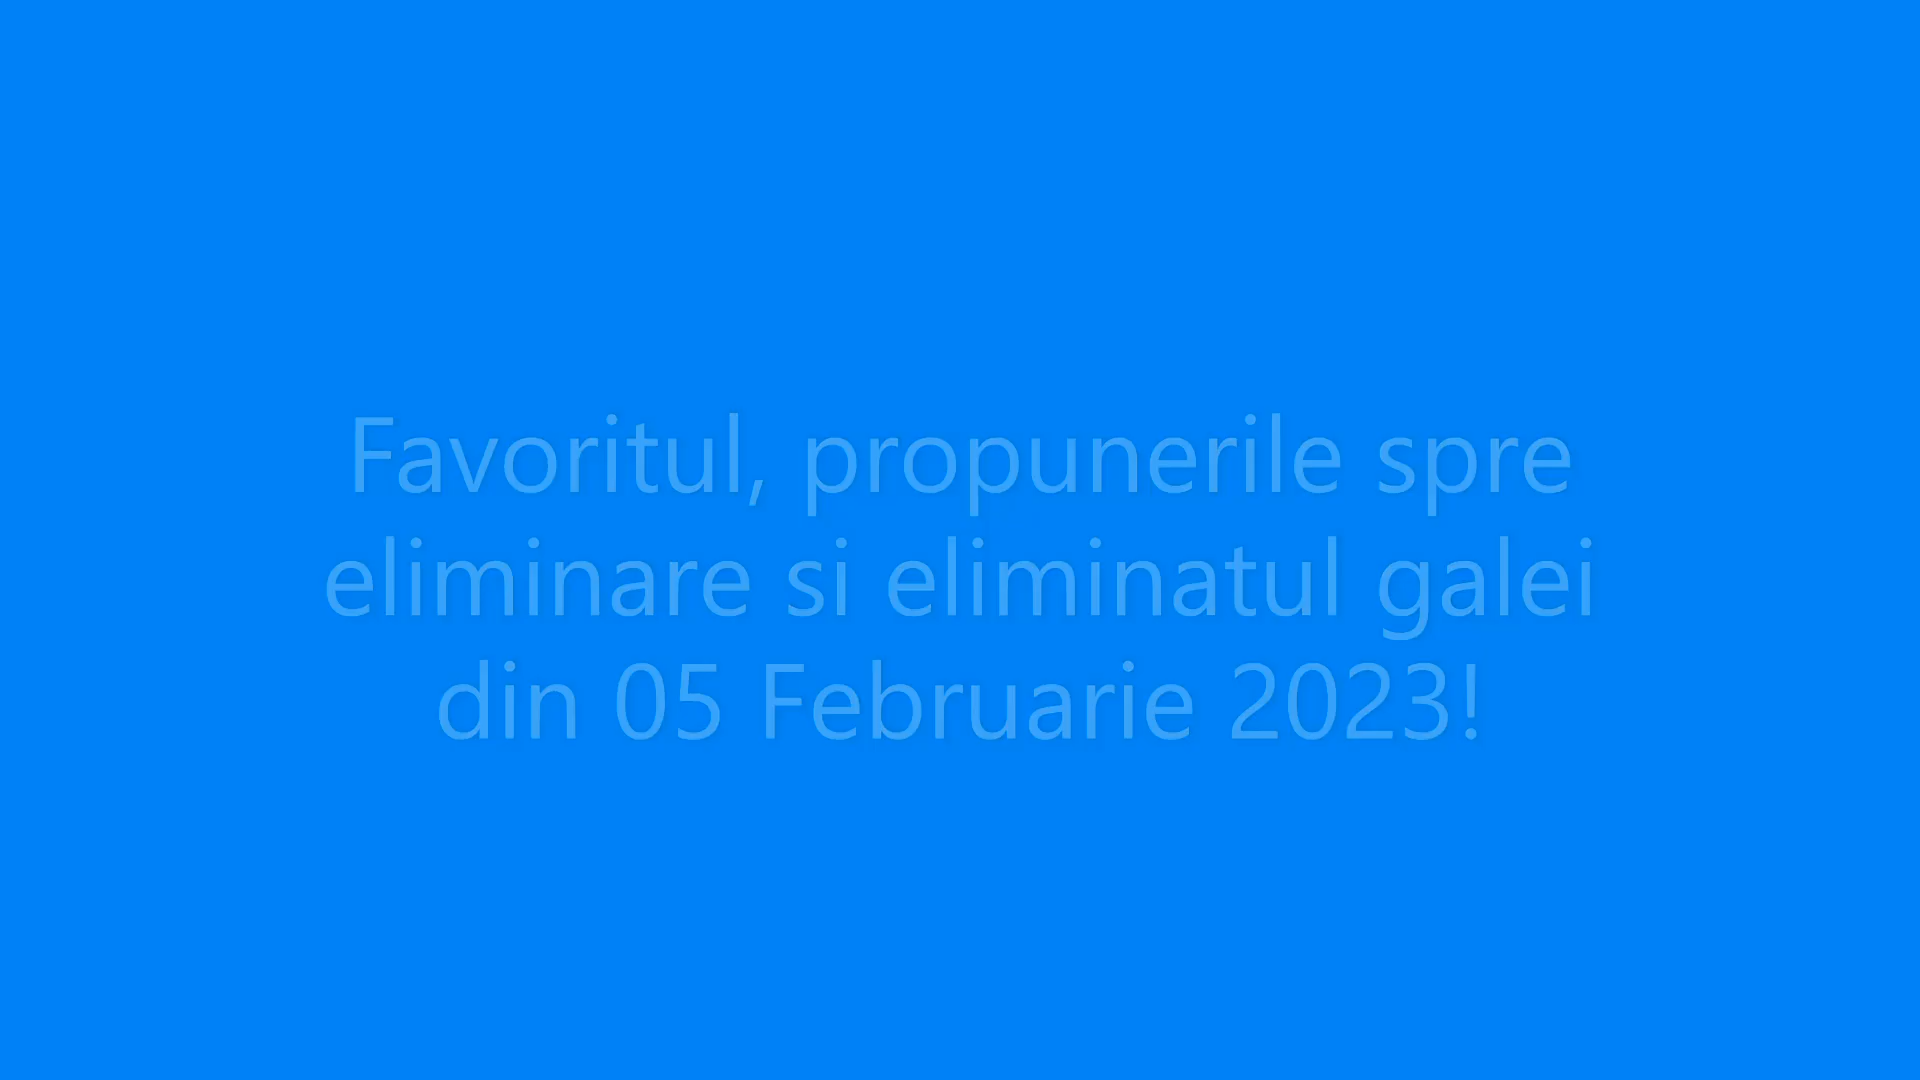 Favoritul, propunerile spre
eliminare si eliminatul galei
din 05 Februarie 2023!